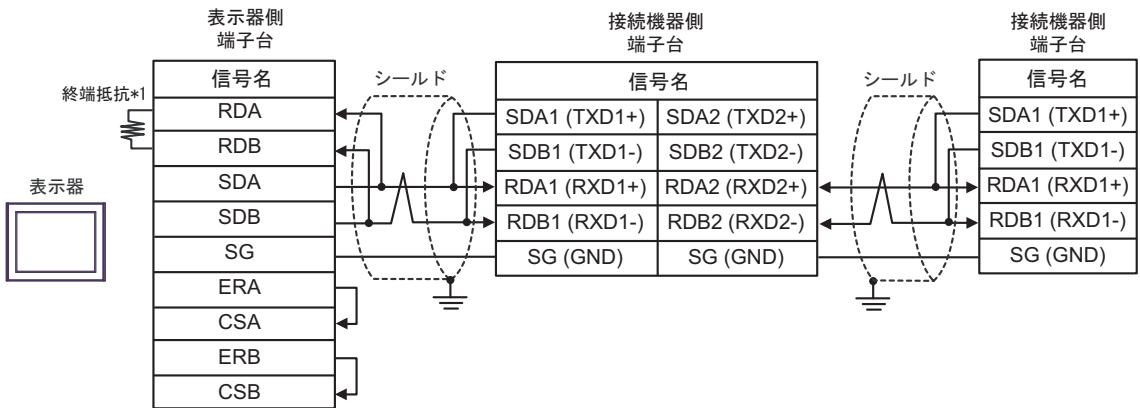 表示器側
端子台
接続機器側
端子台
接続機器側
端子台
終端抵抗*1
表示器
信号名
RDA
RDB
SDA
SDB
SG
ERA
CSA
ERB
CSB
シールド
信号名
SDA1 (TXD1+) SDA2 (TXD2+)
SDB1 (TXD1-) SDB2 (TXD2-)
RDA1 (RXD1+) RDA2 (RXD2+)
RDB1 (RXD1-) RDB2 (RXD2-)
SG (GND) SG (GND)
シールド
信号名
SDA1 (TXD1+)
SDB1 (TXD1-)
RDA1 (RXD1+)
RDB1 (RXD1-)
SG (GND)